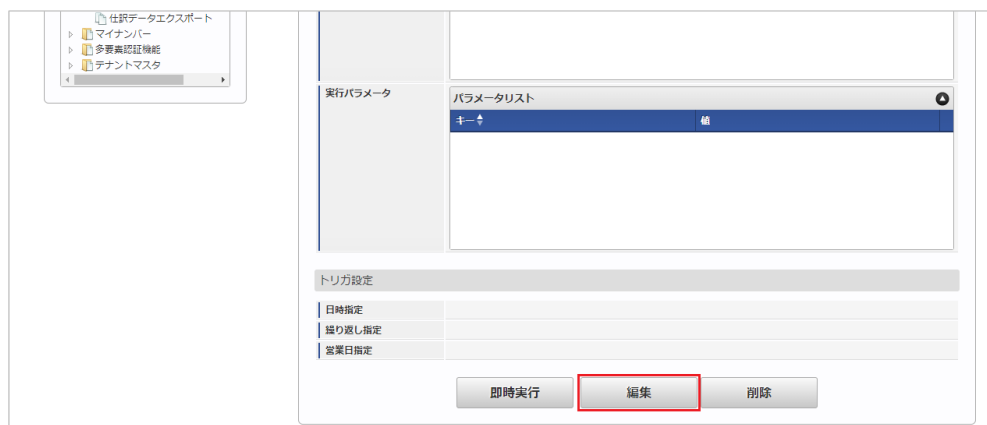 仕訳データエクスポート
マイナンバー
多要素認証機能
テナントマスタ
実行パラメータ
パラメータリスト
キー 値
トリガ設定
日時指定
繰り返し指定
営業日指定
即時実行 編集 削除